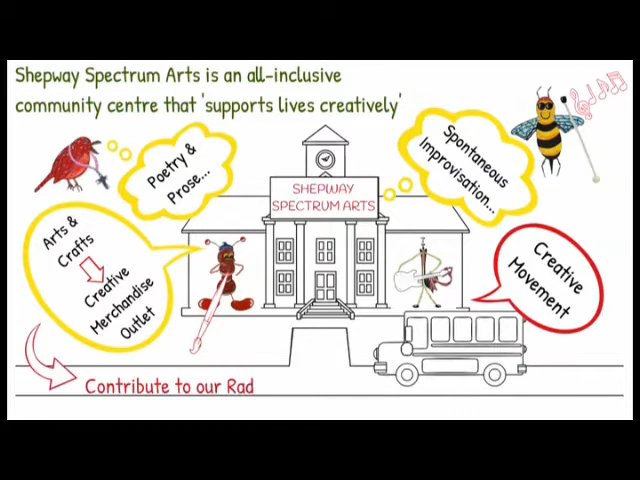 Shepway Spectrum Arts is an all-inclusive
community centre that 'supports lives creatively'
Poetry &
Prose...
Spontaneous
Improvisation...
SHEPWAY
SPECTRUM ARTS
Arts &
Crafts
Creative
Merchandise
Outlet
Creative
Movement
Contribute to our Rad